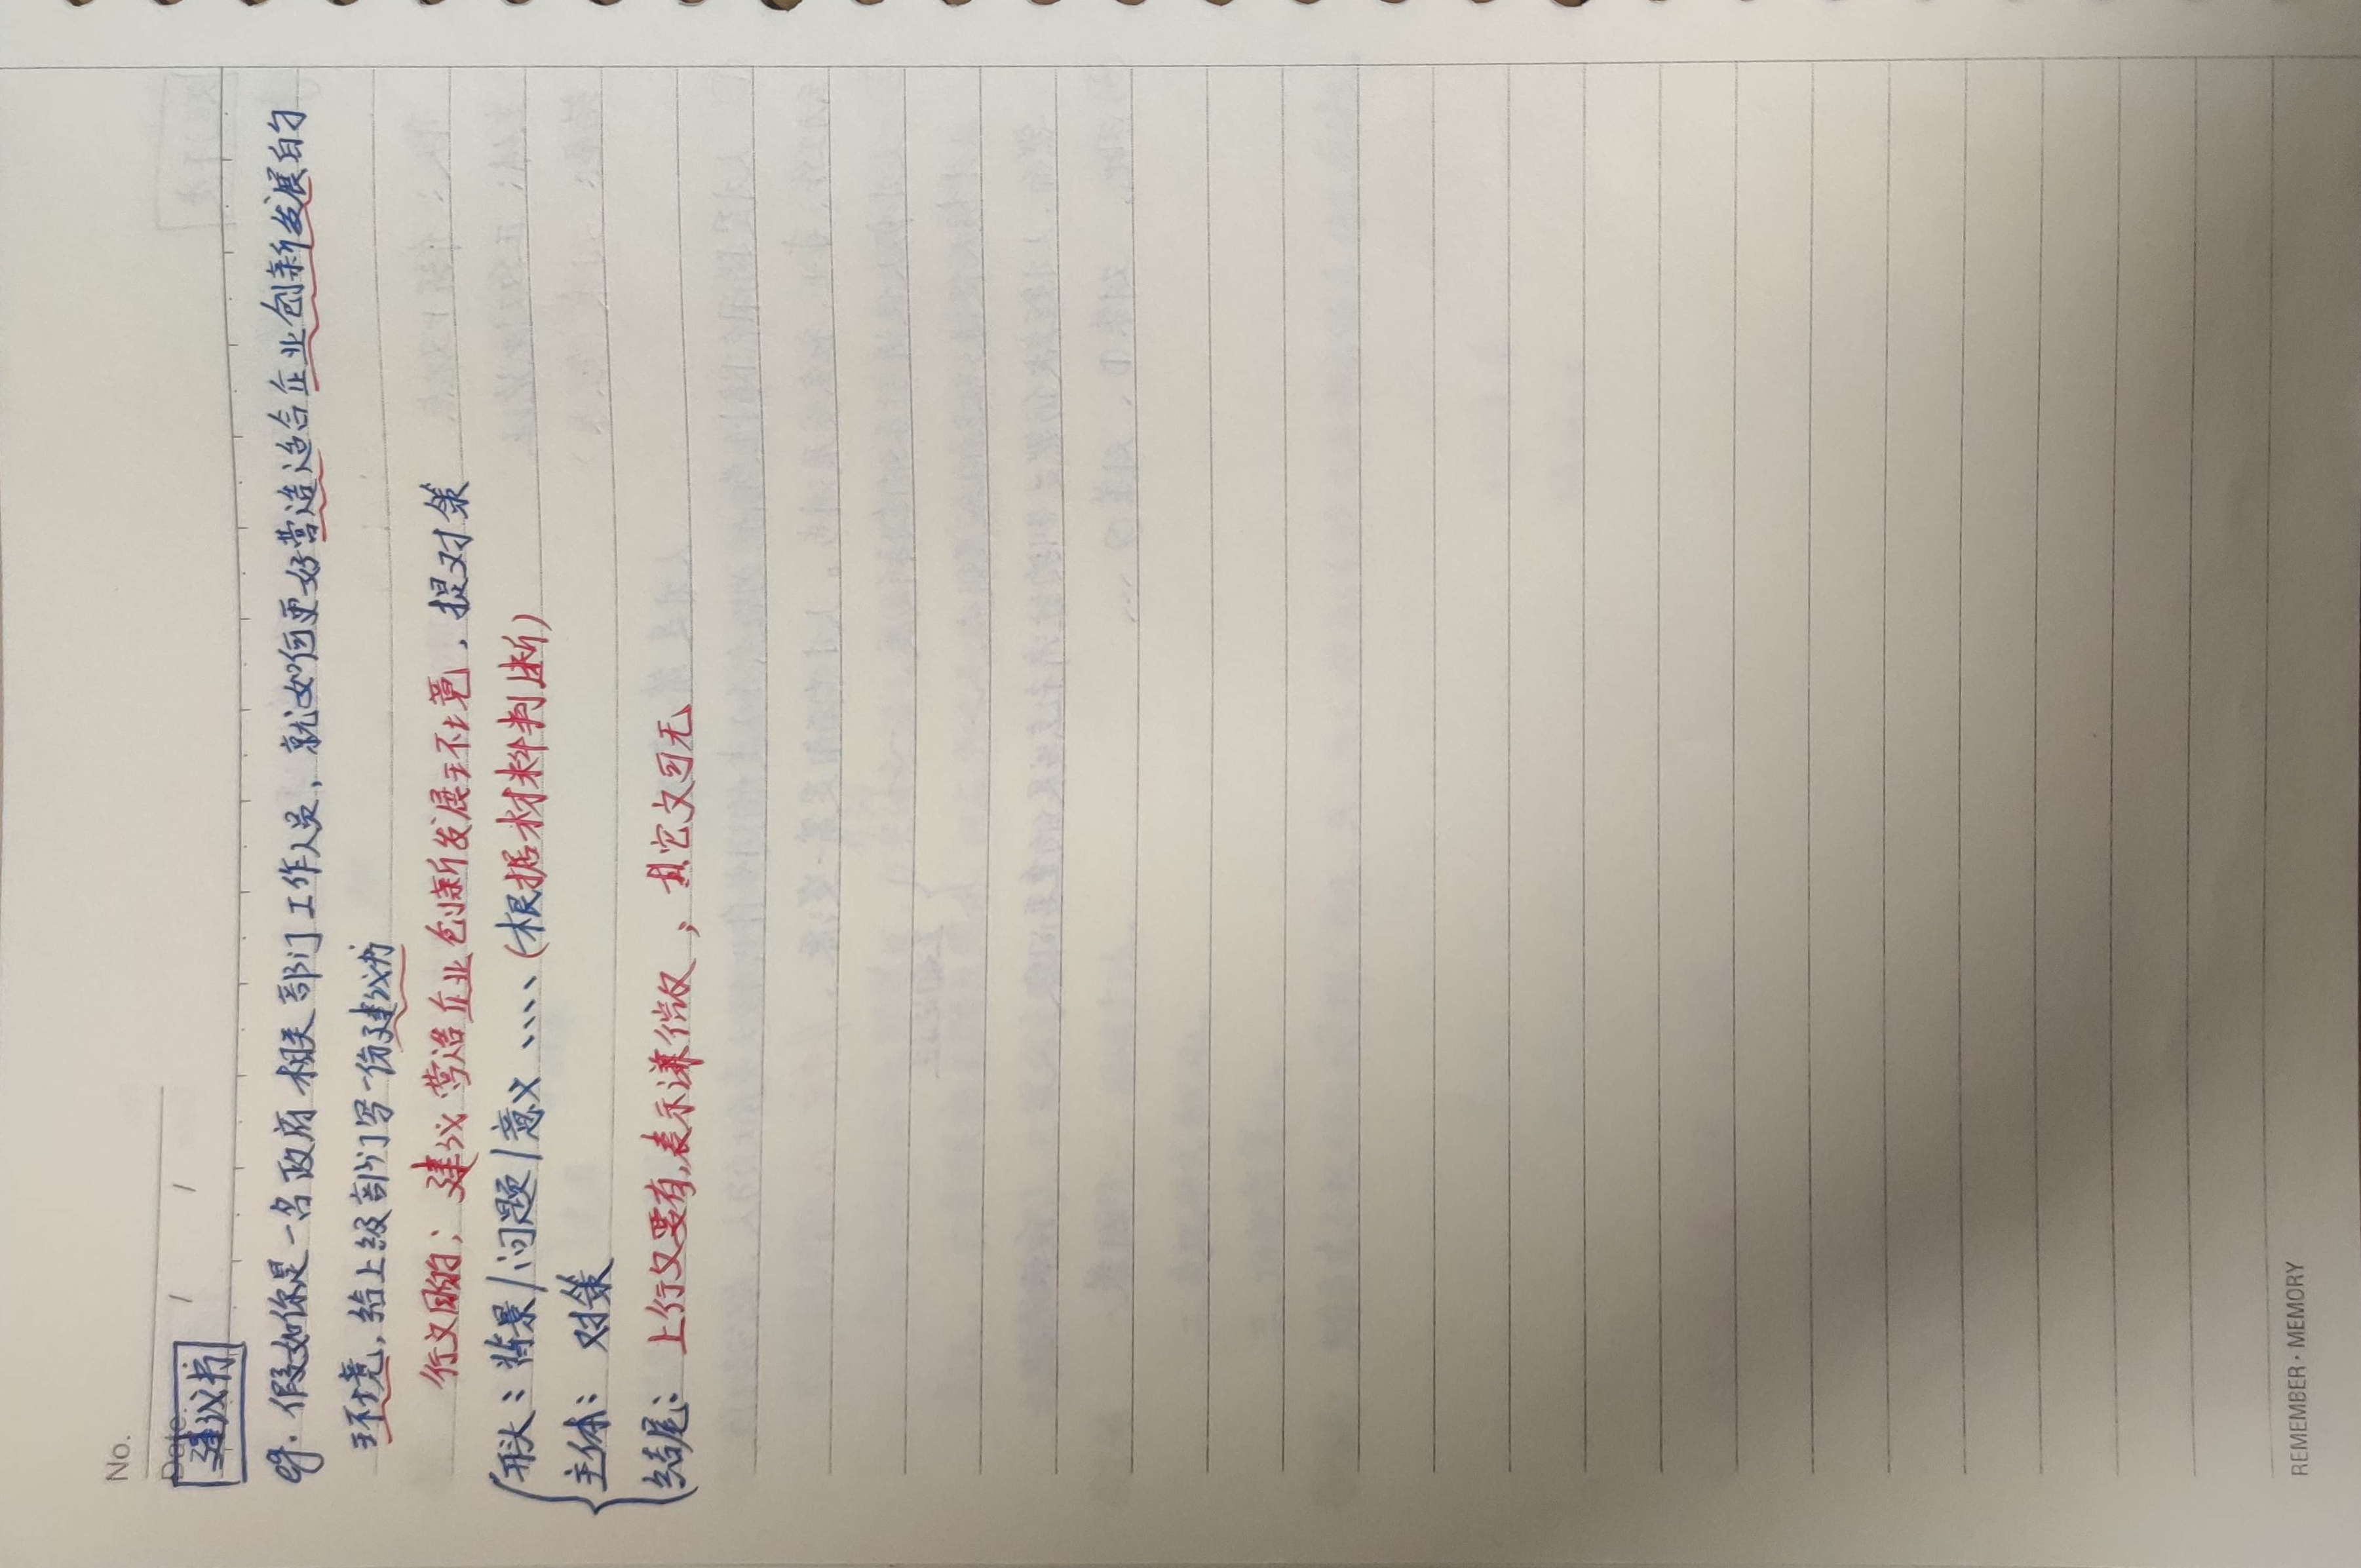 No.
Date. / /
建议书
eg. 假如你是一名政府相关部门工作人员，就如何更好营造适合企业创新发展的
环境，给上级部门写一份建议书
行文目的：建议营造企业创新发展环境，提对策
开头：背景/问题/意义、、、、(根据材料判断)
主体：对策
结尾：上行文要有，表示谦微；其它文可无
REMEMBER·MEMORY